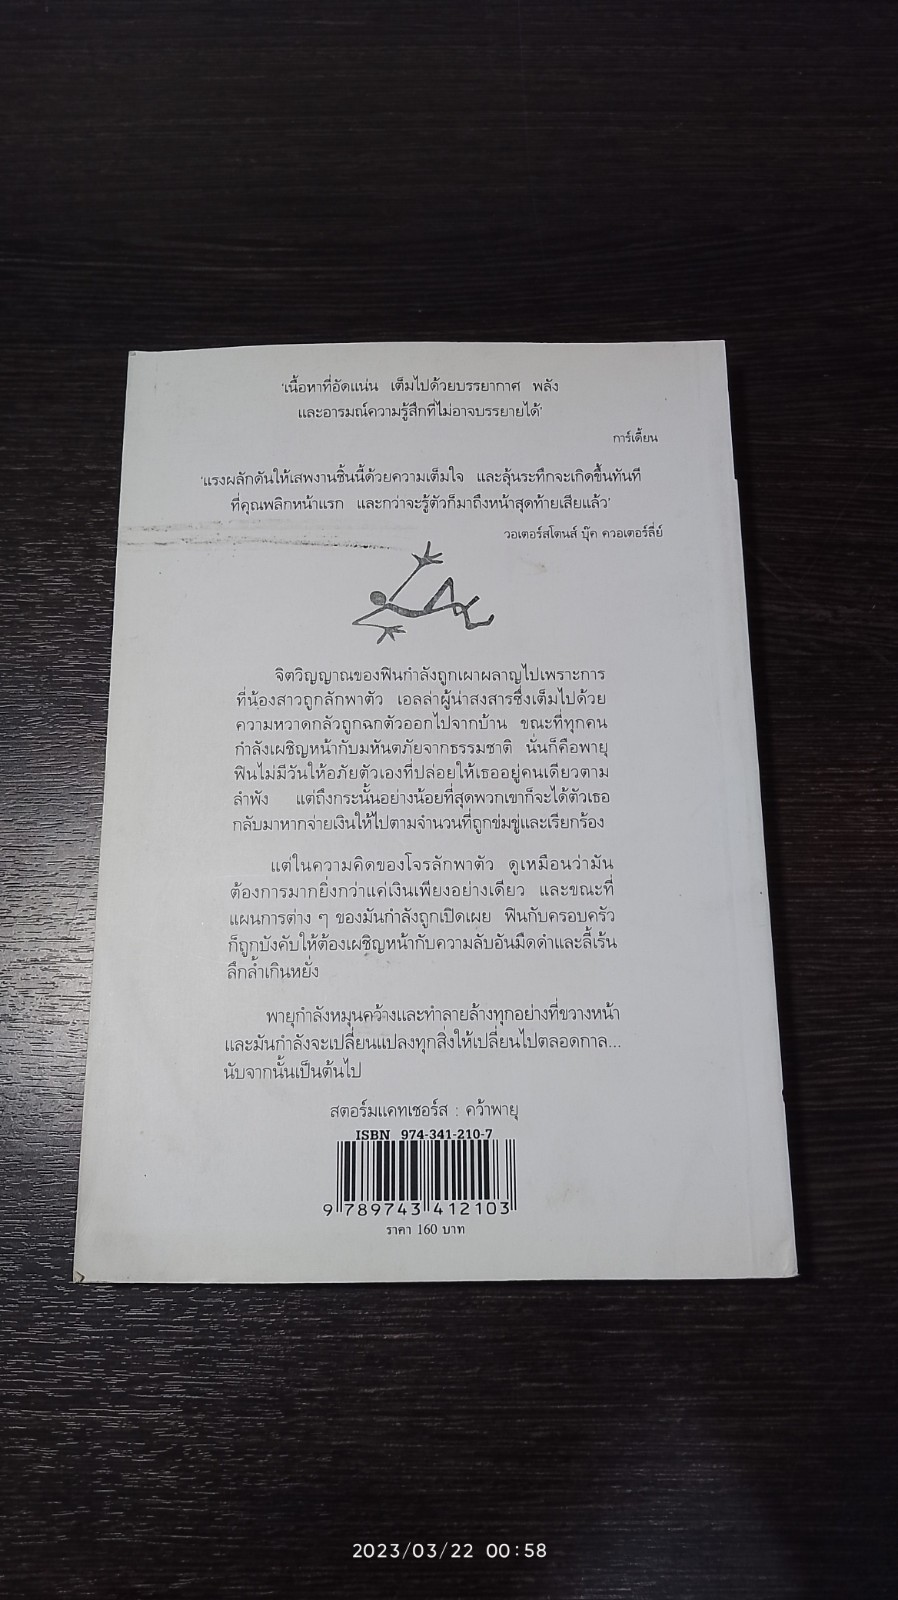 'เนื้อหาที่อัดแน่น เต็มไปด้วยบรรยากาศ พลัง
และอารมณ์ความรู้สึกที่ไม่อาจบรรยายได้'
การ์เดี้ยน
'แรงผลักดันให้เสพงานชิ้นนี้ด้วยความเต็มใจ และลุ้นระทึกจะเกิดขึ้นทันที
ที่คุณพลิกหน้าแรก และกว่าจะรู้ตัวก็มาถึงหน้าสุดท้ายเสียแล้ว'
วอเตอร์สโตนส์ บุ๊ค ควอเตอร์ลี่ย์
จิตวิญญาณของฟินกำลังถูกเผาผลาญไปเพราะการ
ที่น้องสาวถูกลักพาตัว เอลล่าผู้น่าสงสารซึ่งเต็มไปด้วย
ความหวาดกลัวถูกฉกตัวออกไปจากบ้าน ขณะที่ทุกคน
กำลังเผชิญหน้ากับมหันตภัยจากธรรมชาติ นั่นก็คือพายุ
ฟินไม่มีวันให้อภัยตัวเองที่ปล่อยให้เธออยู่คนเดียวตาม
ลำพัง แต่ถึงกระนั้นอย่างน้อยที่สุดพวกเขาก็จะได้ตัวเธอ
กลับมาหากจ่ายเงินให้ไปตามจำนวนที่ถูกข่มขู่และเรียกร้อง
แต่ในความคิดของโจรลักพาตัว ดูเหมือนว่ามัน
ต้องการมากยิ่งกว่าแค่เงินเพียงอย่างเดียว และขณะที่
แผนการต่าง ๆ ของมันกำลังถูกเปิดเผย ฟินกับครอบครัว
ก็ถูกบังคับให้ต้องเผชิญหน้ากับความลับอันมืดดำและลี้เร้น
ลึกล้ำเกินหยั่ง
พายุกำลังหมุนคว้างและทำลายล้างทุกอย่างที่ขวางหน้า
และมันกำลังจะเปลี่ยนแปลงทุกสิ่งให้เปลี่ยนไปตลอดกาล...
นับจากนั้นเป็นต้นไป
สตอร์มแคทเชอร์ส : คว้าพายุ
ISBN 974-341-210-7
9 789743 412103
ราคา 160 บาท
2023/03/22 00:58